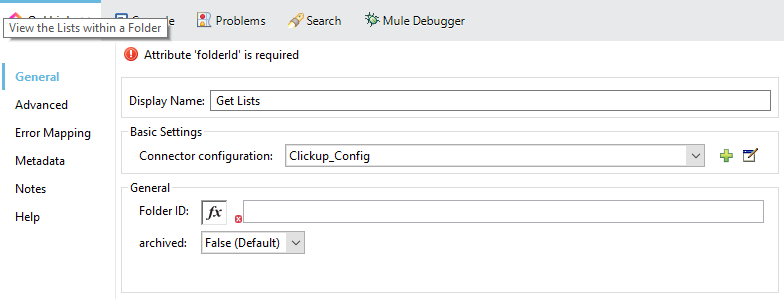 Problems
Search
Mule Debugger
View the Lists within a Folder
Attribute 'folderId' is required
General
Advanced
Error Mapping
Metadata
Notes
Help
Display Name: Get Lists
Basic Settings
Connector configuration: Clickup_Config
General
Folder ID: fx
archived: False (Default)